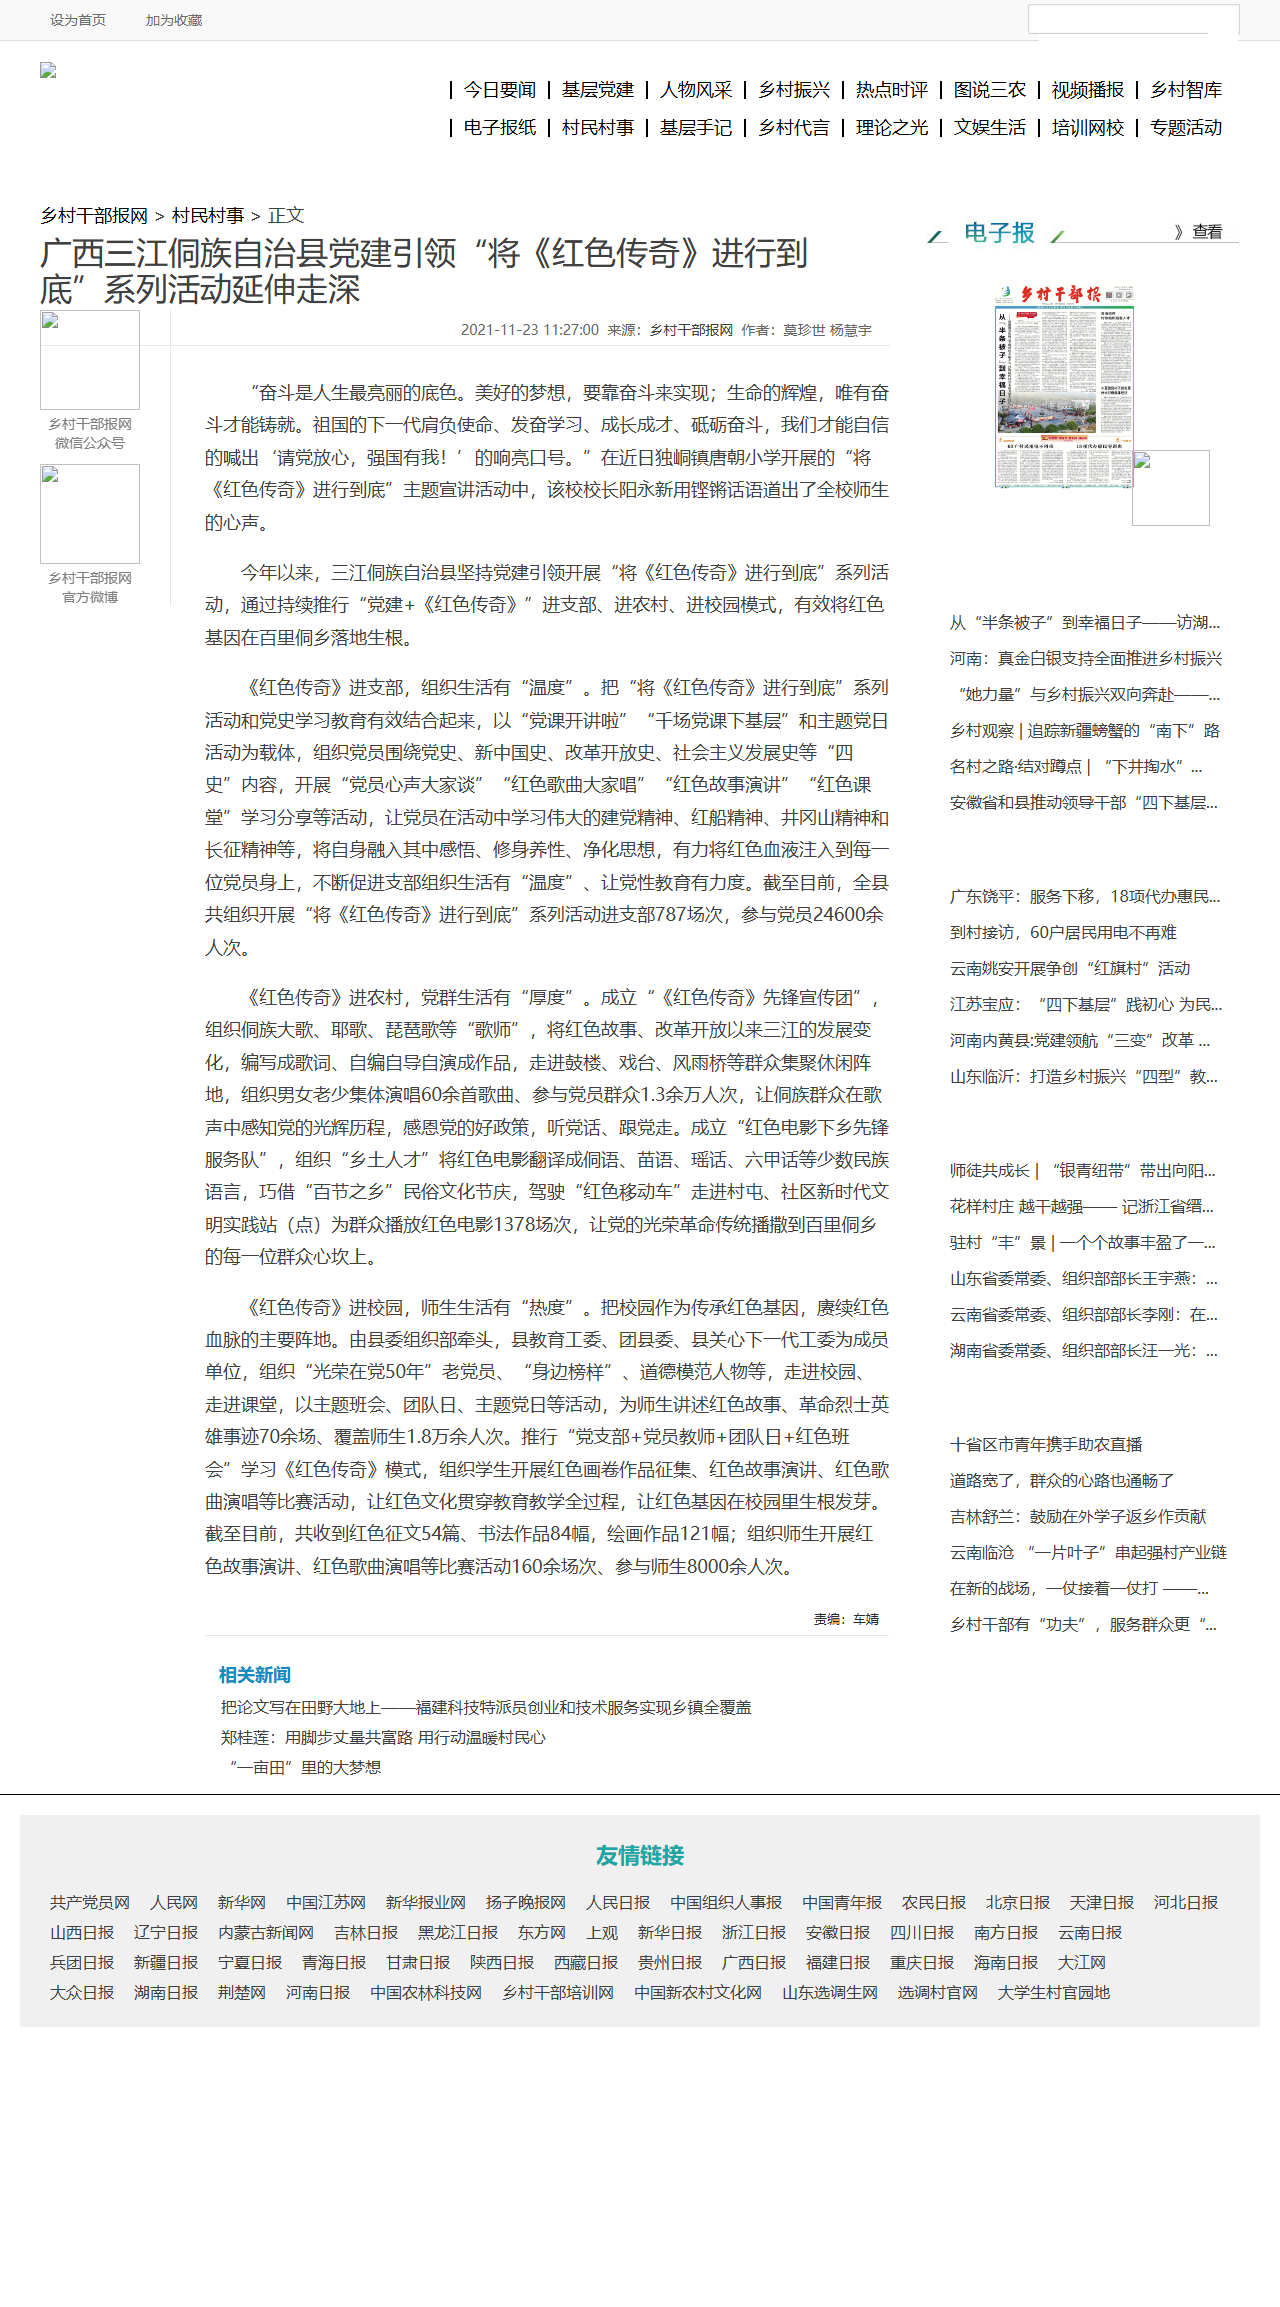 设为首页 加为收藏
今日要闻 基层党建 人物风采 乡村振兴 热点时评 图说三农 视频播报 乡村智库
电子报纸 村民村事 基层手记 乡村代言 理论之光 文娱生活 培训网校 专题活动
乡村干部报网 > 村民村事 > 正文
广西三江侗族自治县党建引领“将《红色传奇》进行到
底”系列活动延伸走深
2021-11-23 11:27:00 来源：乡村干部报网 作者：莫珍世 杨慧宇
乡村干部报网
微信公众号
乡村干部报网
官方微博
“奋斗是人生最亮丽的底色。美好的梦想，要靠奋斗来实现；生命的辉煌，唯有奋
斗才能铸就。祖国的下一代肩负使命、发奋学习、成长成才、砥砺奋斗，我们才能自信
的喊出‘请党放心，强国有我！’的响亮口号。”在近日独峒镇唐朝小学开展的“将
《红色传奇》进行到底”主题宣讲活动中，该校校长阳永新用铿锵话语道出了全校师生
的心声。
今年以来，三江侗族自治县坚持党建引领开展“将《红色传奇》进行到底”系列活
动，通过持续推行“党建+《红色传奇》”进支部、进农村、进校园模式，有效将红色
基因在百里侗乡落地生根。
《红色传奇》进支部，组织生活有“温度”。把“将《红色传奇》进行到底”系列
活动和党史学习教育有效结合起来，以“党课开讲啦”“千场党课下基层”和主题党日
活动为载体，组织党员围绕党史、新中国史、改革开放史、社会主义发展史等“四
史”内容，开展“党员心声大家谈”“红色歌曲大家唱”“红色故事演讲”“红色课
堂”学习分享等活动，让党员在活动中学习伟大的建党精神、红船精神、井冈山精神和
长征精神等，将自身融入其中感悟、修身养性、净化思想，有力将红色血液注入到每一
位党员身上，不断促进支部组织生活有“温度”、让党性教育有力度。截至目前，全县
共组织开展“将《红色传奇》进行到底”系列活动进支部787场次，参与党员24600余
人次。
《红色传奇》进农村，党群生活有“厚度”。成立“《红色传奇》先锋宣传团”，
组织侗族大歌、耶歌、琵琶歌等“歌师”，将红色故事、改革开放以来三江的发展变
化，编写成歌词、自编自导自演成作品，走进鼓楼、戏台、风雨桥等群众集聚休闲阵
地，组织男女老少集体演唱60余首歌曲、参与党员群众1.3余万人次，让侗族群众在歌
声中感知党的光辉历程，感恩党的好政策，听党话、跟党走。成立“红色电影下乡先锋
服务队”，组织“乡土人才”将红色电影翻译成侗语、苗语、瑶话、六甲话等少数民族
语言，巧借“百节之乡”民俗文化节庆，驾驶“红色移动车”走进村屯、社区新时代文
明实践站（点）为群众播放红色电影1378场次，让党的光荣革命传统播撒到百里侗乡
的每一位群众心坎上。
《红色传奇》进校园，师生生活有“热度”。把校园作为传承红色基因，赓续红色
血脉的主要阵地。由县委组织部牵头，县教育工委、团县委、县关心下一代工委为成员
单位，组织“光荣在党50年”老党员、“身边榜样”、道德模范人物等，走进校园、
走进课堂，以主题班会、团队日、主题党日等活动，为师生讲述红色故事、革命烈士英
雄事迹70余场、覆盖师生1.8万余人次。推行“党支部+党员教师+团队日+红色班
会”学习《红色传奇》模式，组织学生开展红色画卷作品征集、红色故事演讲、红色歌
曲演唱等比赛活动，让红色文化贯穿教育教学全过程，让红色基因在校园里生根发芽。
截至目前，共收到红色征文54篇、书法作品84幅，绘画作品121幅；组织师生开展红
色故事演讲、红色歌曲演唱等比赛活动160余场次、参与师生8000余人次。
责编：车婧
相关新闻
把论文写在田野大地上——福建科技特派员创业和技术服务实现乡镇全覆盖
郑桂莲：用脚步丈量共富路 用行动温暖村民心
“一亩田”里的大梦想
电子报 》查看
乡村干部报
从“半条被子”到幸福日子
从“半条被子”到幸福日子——访湖...
河南：真金白银支持全面推进乡村振兴
“她力量”与乡村振兴双向奔赴——...
乡村观察 | 追踪新疆螃蟹的“南下”路
名村之路·结对蹲点 | “下井掏水”...
安徽省和县推动领导干部“四下基层...
广东饶平：服务下移，18项代办惠民...
到村接访，60户居民用电不再难
云南姚安开展争创“红旗村”活动
江苏宝应：“四下基层”践初心 为民...
河南内黄县:党建领航“三变”改革 ...
山东临沂：打造乡村振兴“四型”教...
师徒共成长 | “银青纽带”带出向阳...
花样村庄 越干越强—— 记浙江省缙...
驻村“丰”景 | 一个个故事丰盈了一...
山东省委常委、组织部部长王宇燕：...
云南省委常委、组织部部长李刚：在...
湖南省委常委、组织部部长汪一光：...
十省区市青年携手助农直播
道路宽了，群众的心路也通畅了
吉林舒兰：鼓励在外学子返乡作贡献
云南临沧 “一片叶子”串起强村产业链
在新的战场，一仗接着一仗打 ——...
乡村干部有“功夫”，服务群众更“...
友情链接
共产党员网 人民网 新华网 中国江苏网 新华报业网 扬子晚报网 人民日报 中国组织人事报 中国青年报 农民日报 北京日报 天津日报 河北日报
山西日报 辽宁日报 内蒙古新闻网 吉林日报 黑龙江日报 东方网 上观 新华日报 浙江日报 安徽日报 四川日报 南方日报 云南日报
兵团日报 新疆日报 宁夏日报 青海日报 甘肃日报 陕西日报 西藏日报 贵州日报 广西日报 福建日报 重庆日报 海南日报 大江网
大众日报 湖南日报 荆楚网 河南日报 中国农林科技网 乡村干部培训网 中国新农村文化网 山东选调生网 选调村官网 大学生村官园地